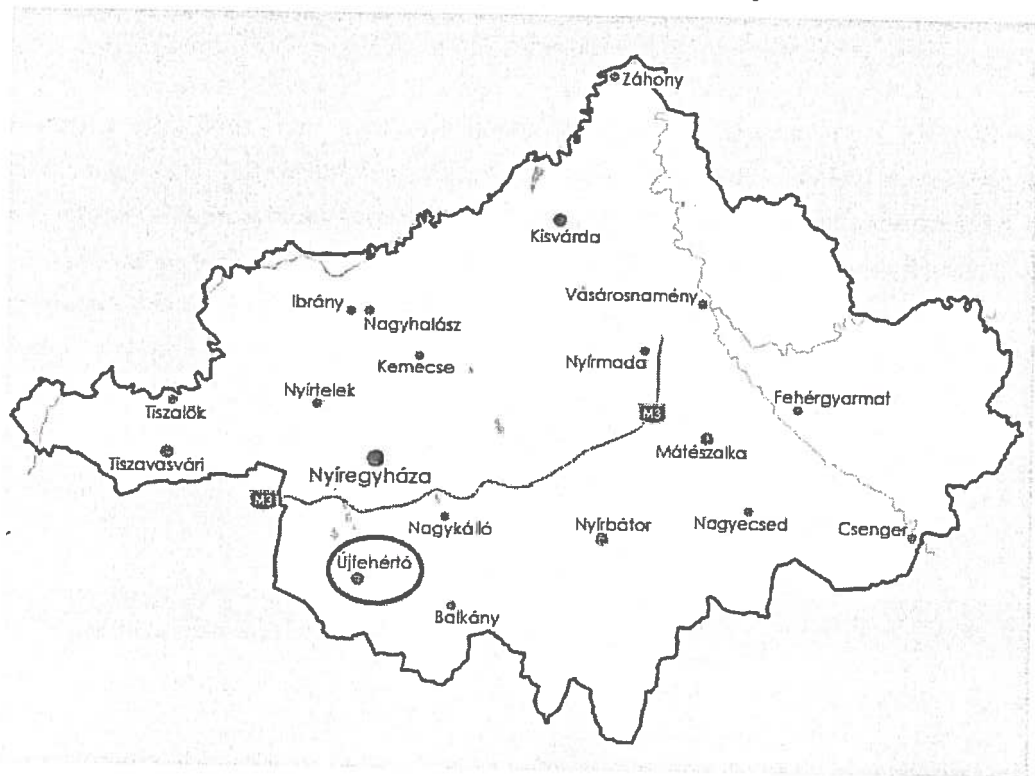 Záhony
Kisvárda
Vásárosnamény
Ibrány
Nagyhalász
Kemecse
Nyírmada
Nyírtelek
Fehérgyarmat
Tiszalök
M3
Mátészalka
Tiszavasvári
Nyíregyháza
M3
Nagykálló
Nyírbátor
Nagyecsed
Csenger
Újfehértó
Balkány